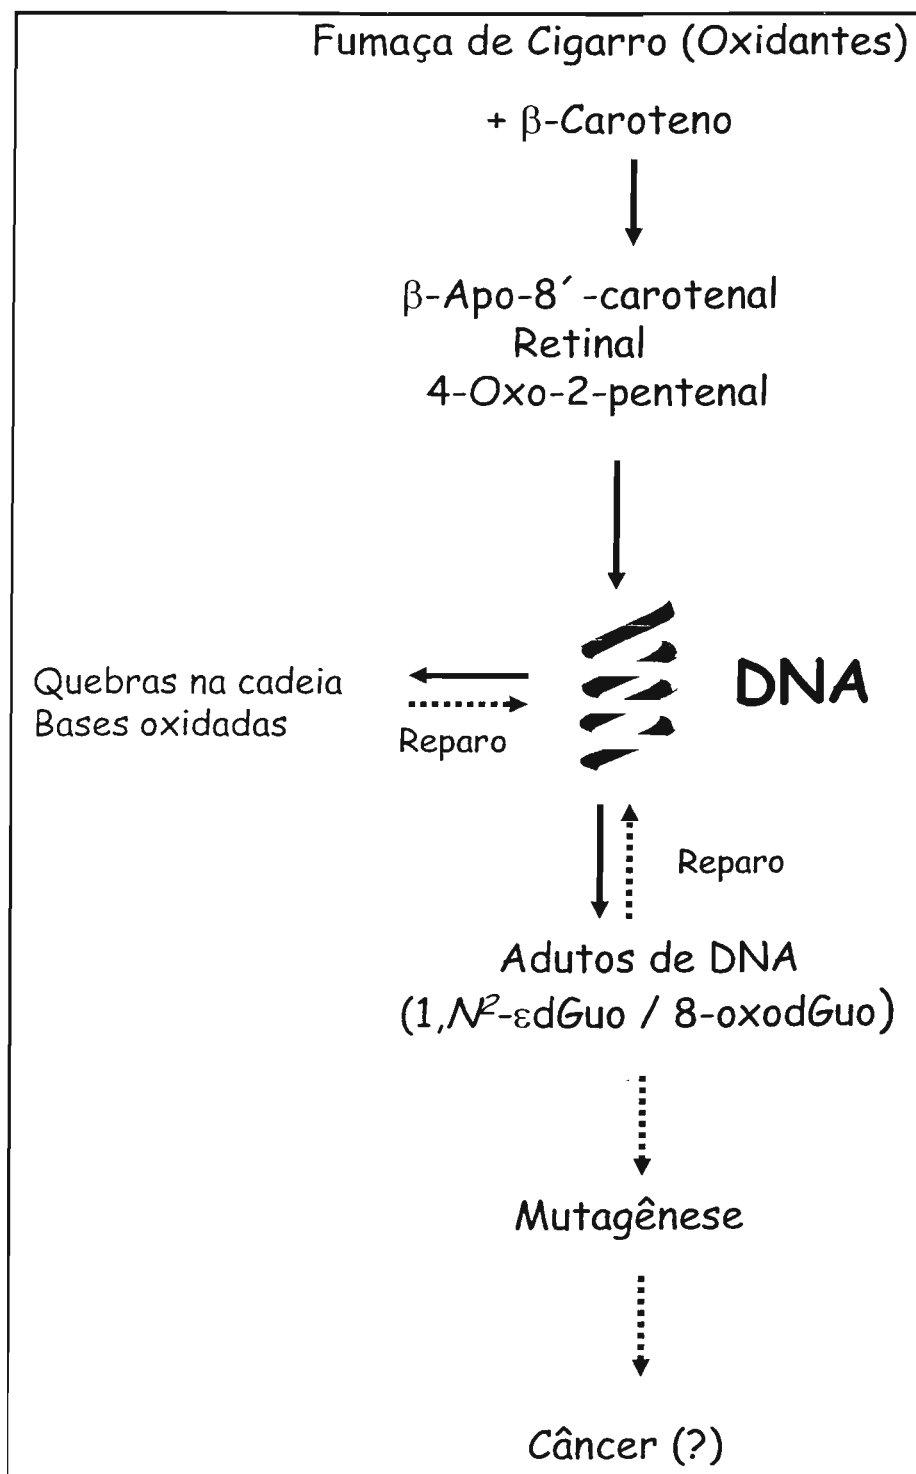 Fumaça de Cigarro (Oxidantes)
+ β-Caroteno
β-Apo-8´-carotenal
Retinal
4-Oxo-2-pentenal
DNA
Quebras na cadeia
Bases oxidadas
Reparo
Reparo
Adutos de DNA
(1,N²-εdGuo / 8-oxodGuo)
Mutagênese
Câncer (?)